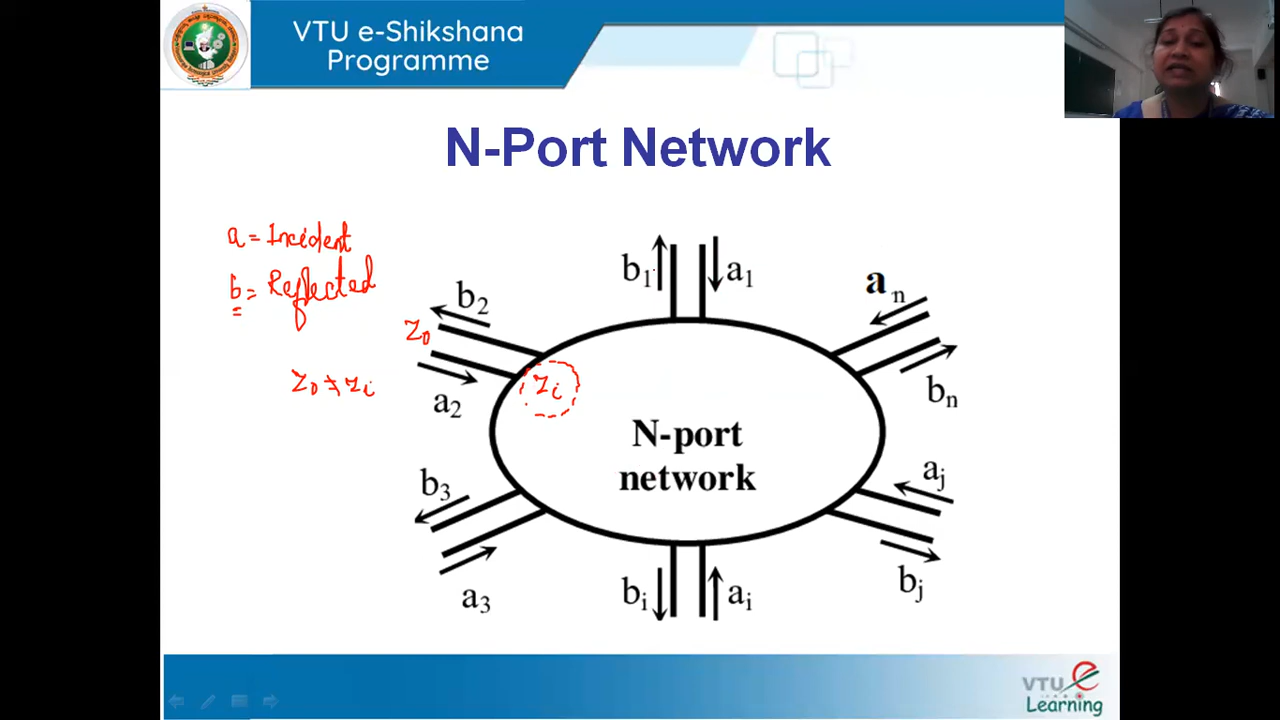 VTU e-Shikshana
Programme
N-Port Network
a = Incident
b = Reflected
Z0 ≠ Zi
b1
a1
b2
Z0
a2
Zi
an
bn
N-port
network
b3
a3
aj
bj
bi
ai
VTU e
Learning